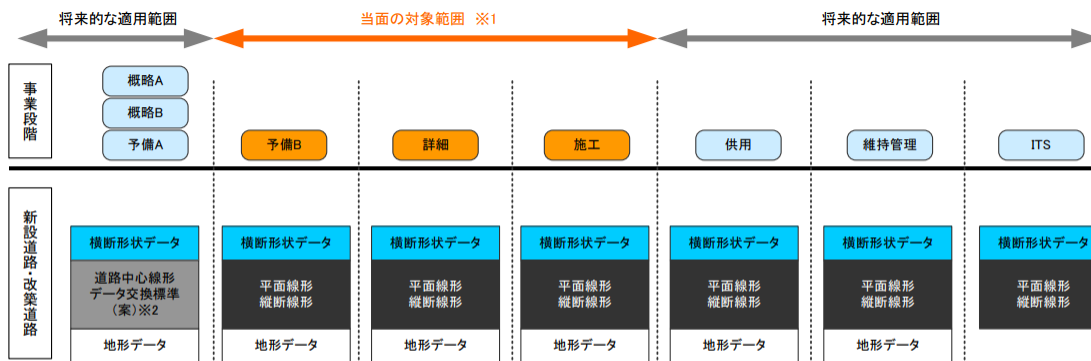 将来的な適用範囲
当面の対象範囲 ※1
将来的な適用範囲
事業段階
概略A
概略B
予備A
予備B
詳細
施工
供用
維持管理
ITS
新設道路・改築道路
横断形状データ
道路中心線形
データ交換標準
(案)※2
地形データ
横断形状データ
平面線形
縦断線形
地形データ
横断形状データ
平面線形
縦断線形
地形データ
横断形状データ
平面線形
縦断線形
地形データ
横断形状データ
平面線形
縦断線形
地形データ
横断形状データ
平面線形
縦断線形
地形データ
横断形状データ
平面線形
縦断線形